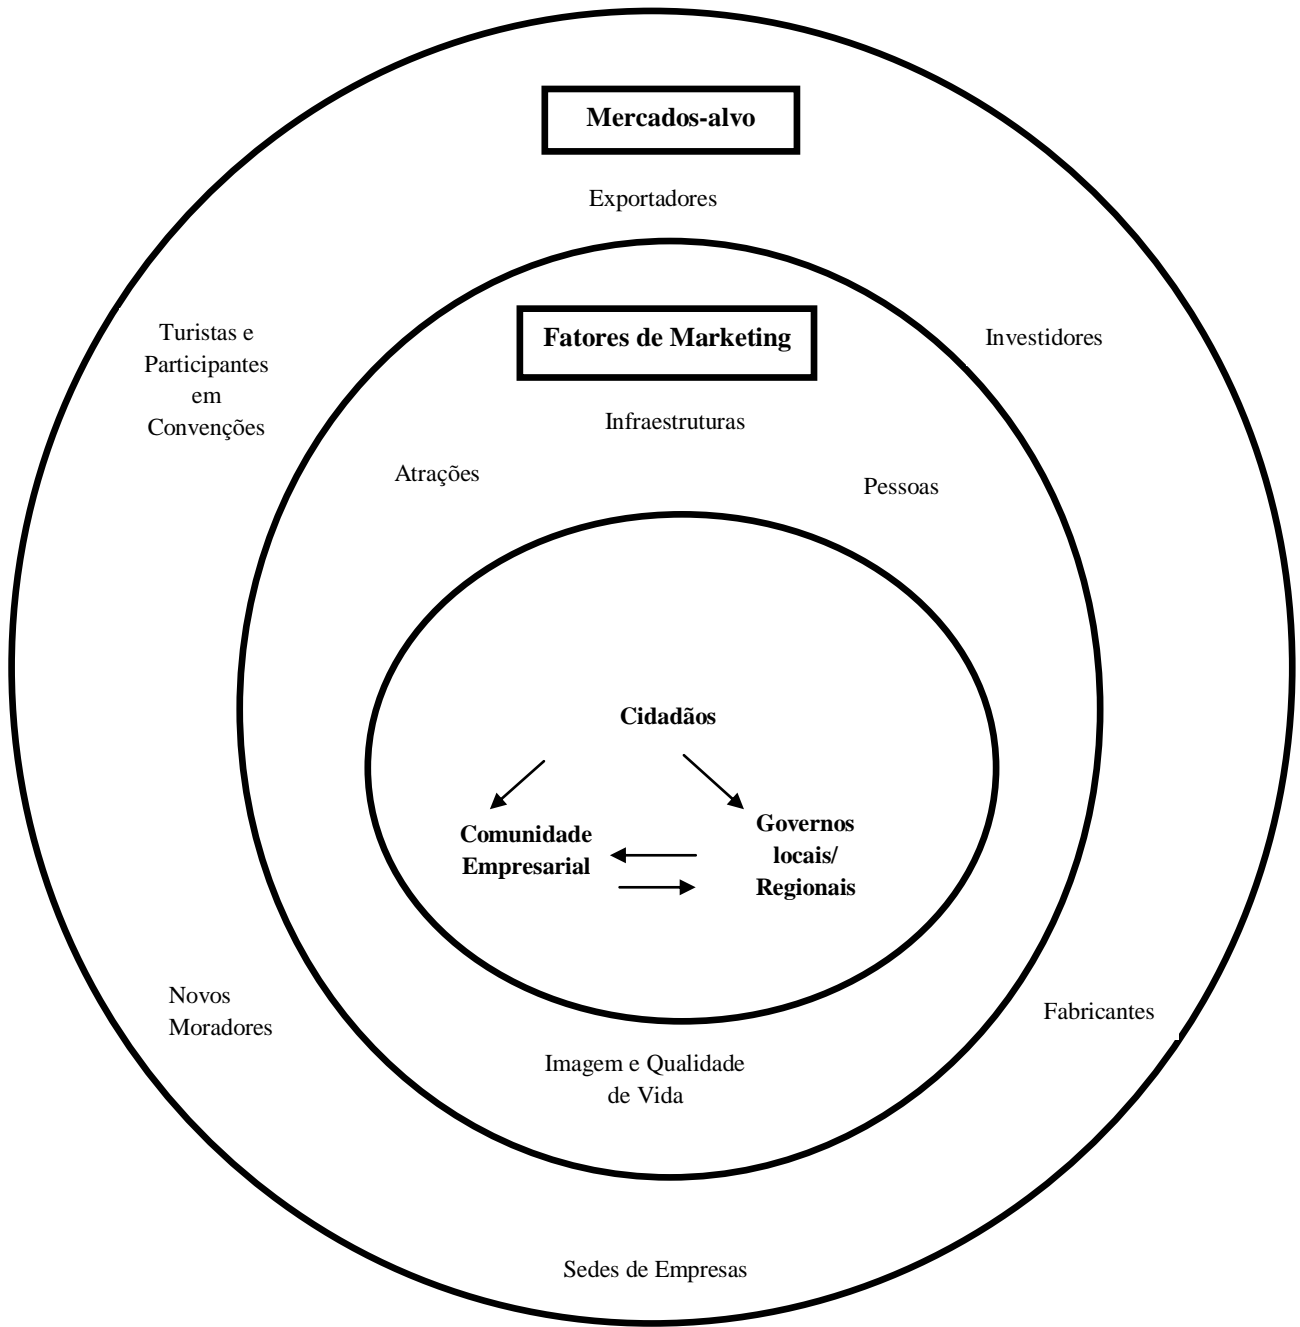 Mercados-alvo
Exportadores
Turistas e
Participantes
em
Convenções
Investidores
Fatores de Marketing
Infraestruturas
Atrações
Pessoas
Cidadãos
Comunidade
Empresarial
Governos
locais/
Regionais
Novos
Moradores
Fabricantes
Imagem e Qualidade
de Vida
Sedes de Empresas